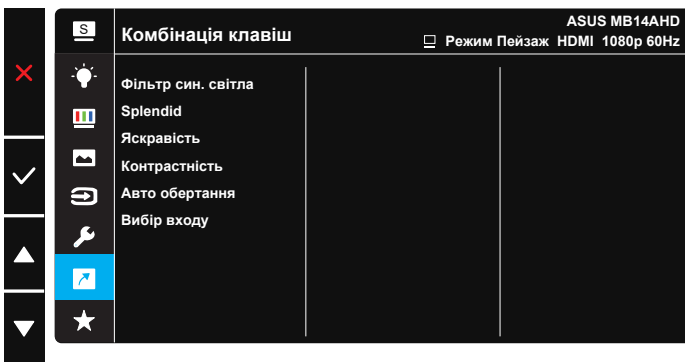 S
Комбінація клавіш
ASUS MB14AHD
Режим Пейзаж HDMI 1080p 60Hz
Фільтр син. світла
Splendid
Яскравість
Контрастність
Авто обертання
Вибір входу